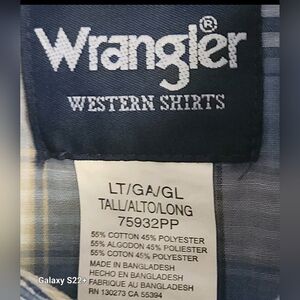 Wrangler®
WESTERN SHIRTS
LT/GA/GL
TALL/ALTO/LONG
75932PP
55% COTTON 45% POLYESTER
55% ALGODON 45% POLIESTER
55% COTON 45% POLYESTER
MADE IN BANGLADESH
HECHO EN BANGLADESH
FABRIQUE AU BANGLADESH
RN 130273 CA 55394
Galaxy S22